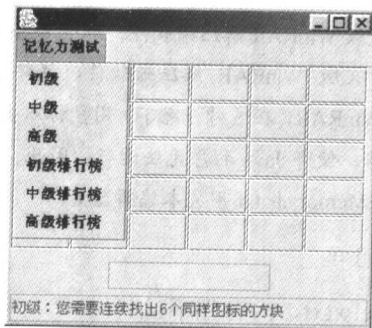 记忆力测试
初级
中级
高级
初级排行榜
中级排行榜
高级排行榜
初级：您需要连续找出6个同样图标的方块